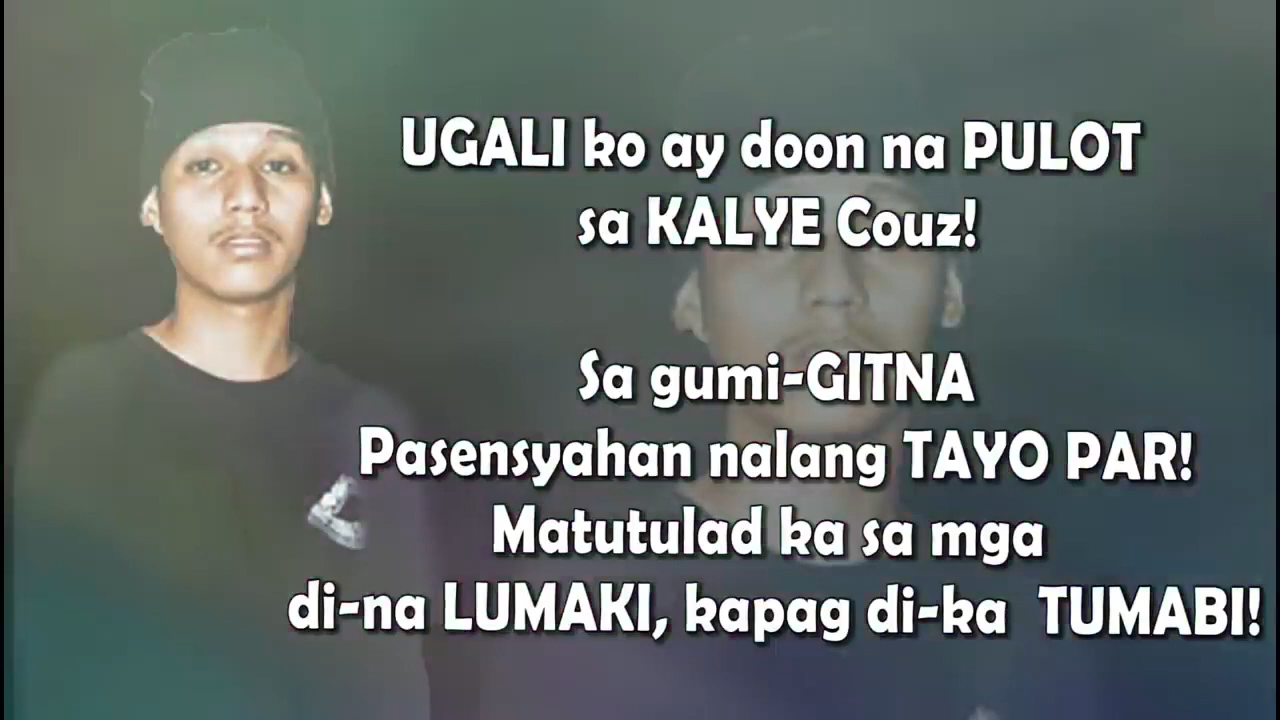 UGALI ko ay doon na PULOT
sa KALYE Couz!
Sa gumi-GITNA
Pasensyahan nalang TAYO PAR!
Matutulad ka sa mga
di-na LUMAKI, kapag di-ka TUMABI!